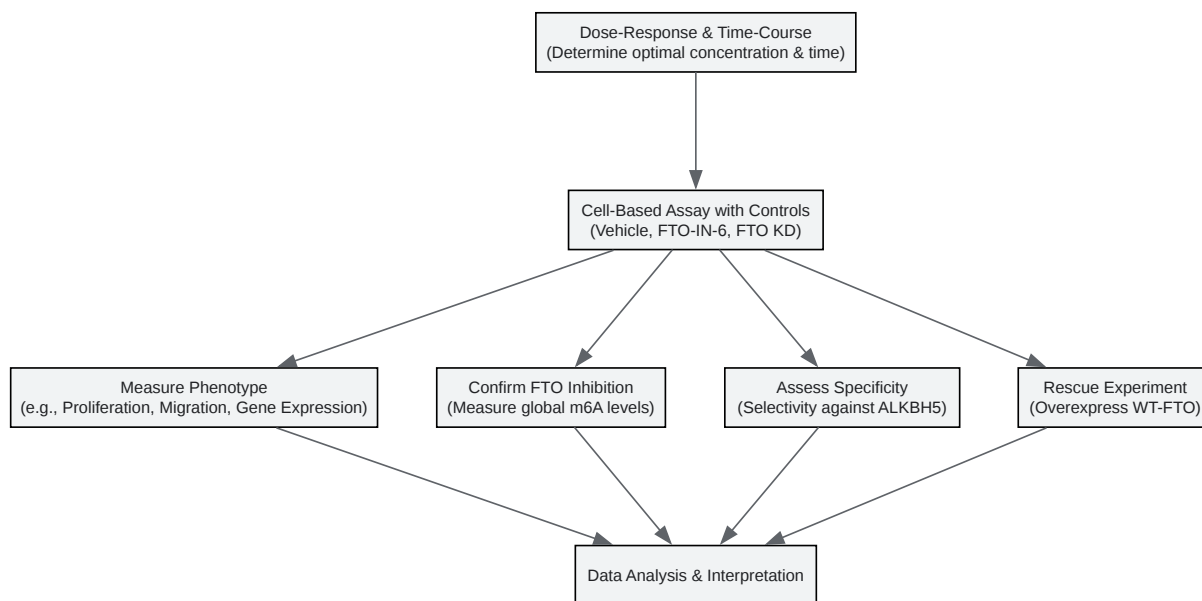 Dose-Response & Time-Course
(Determine optimal concentration & time)
Cell-Based Assay with Controls
(Vehicle, FTO-IN-6, FTO KD)
Measure Phenotype
(e.g., Proliferation, Migration, Gene Expression)
Confirm FTO Inhibition
(Measure global m6A levels)
Assess Specificity
(Selectivity against ALKBH5)
Rescue Experiment
(Overexpress WT-FTO)
Data Analysis & Interpretation